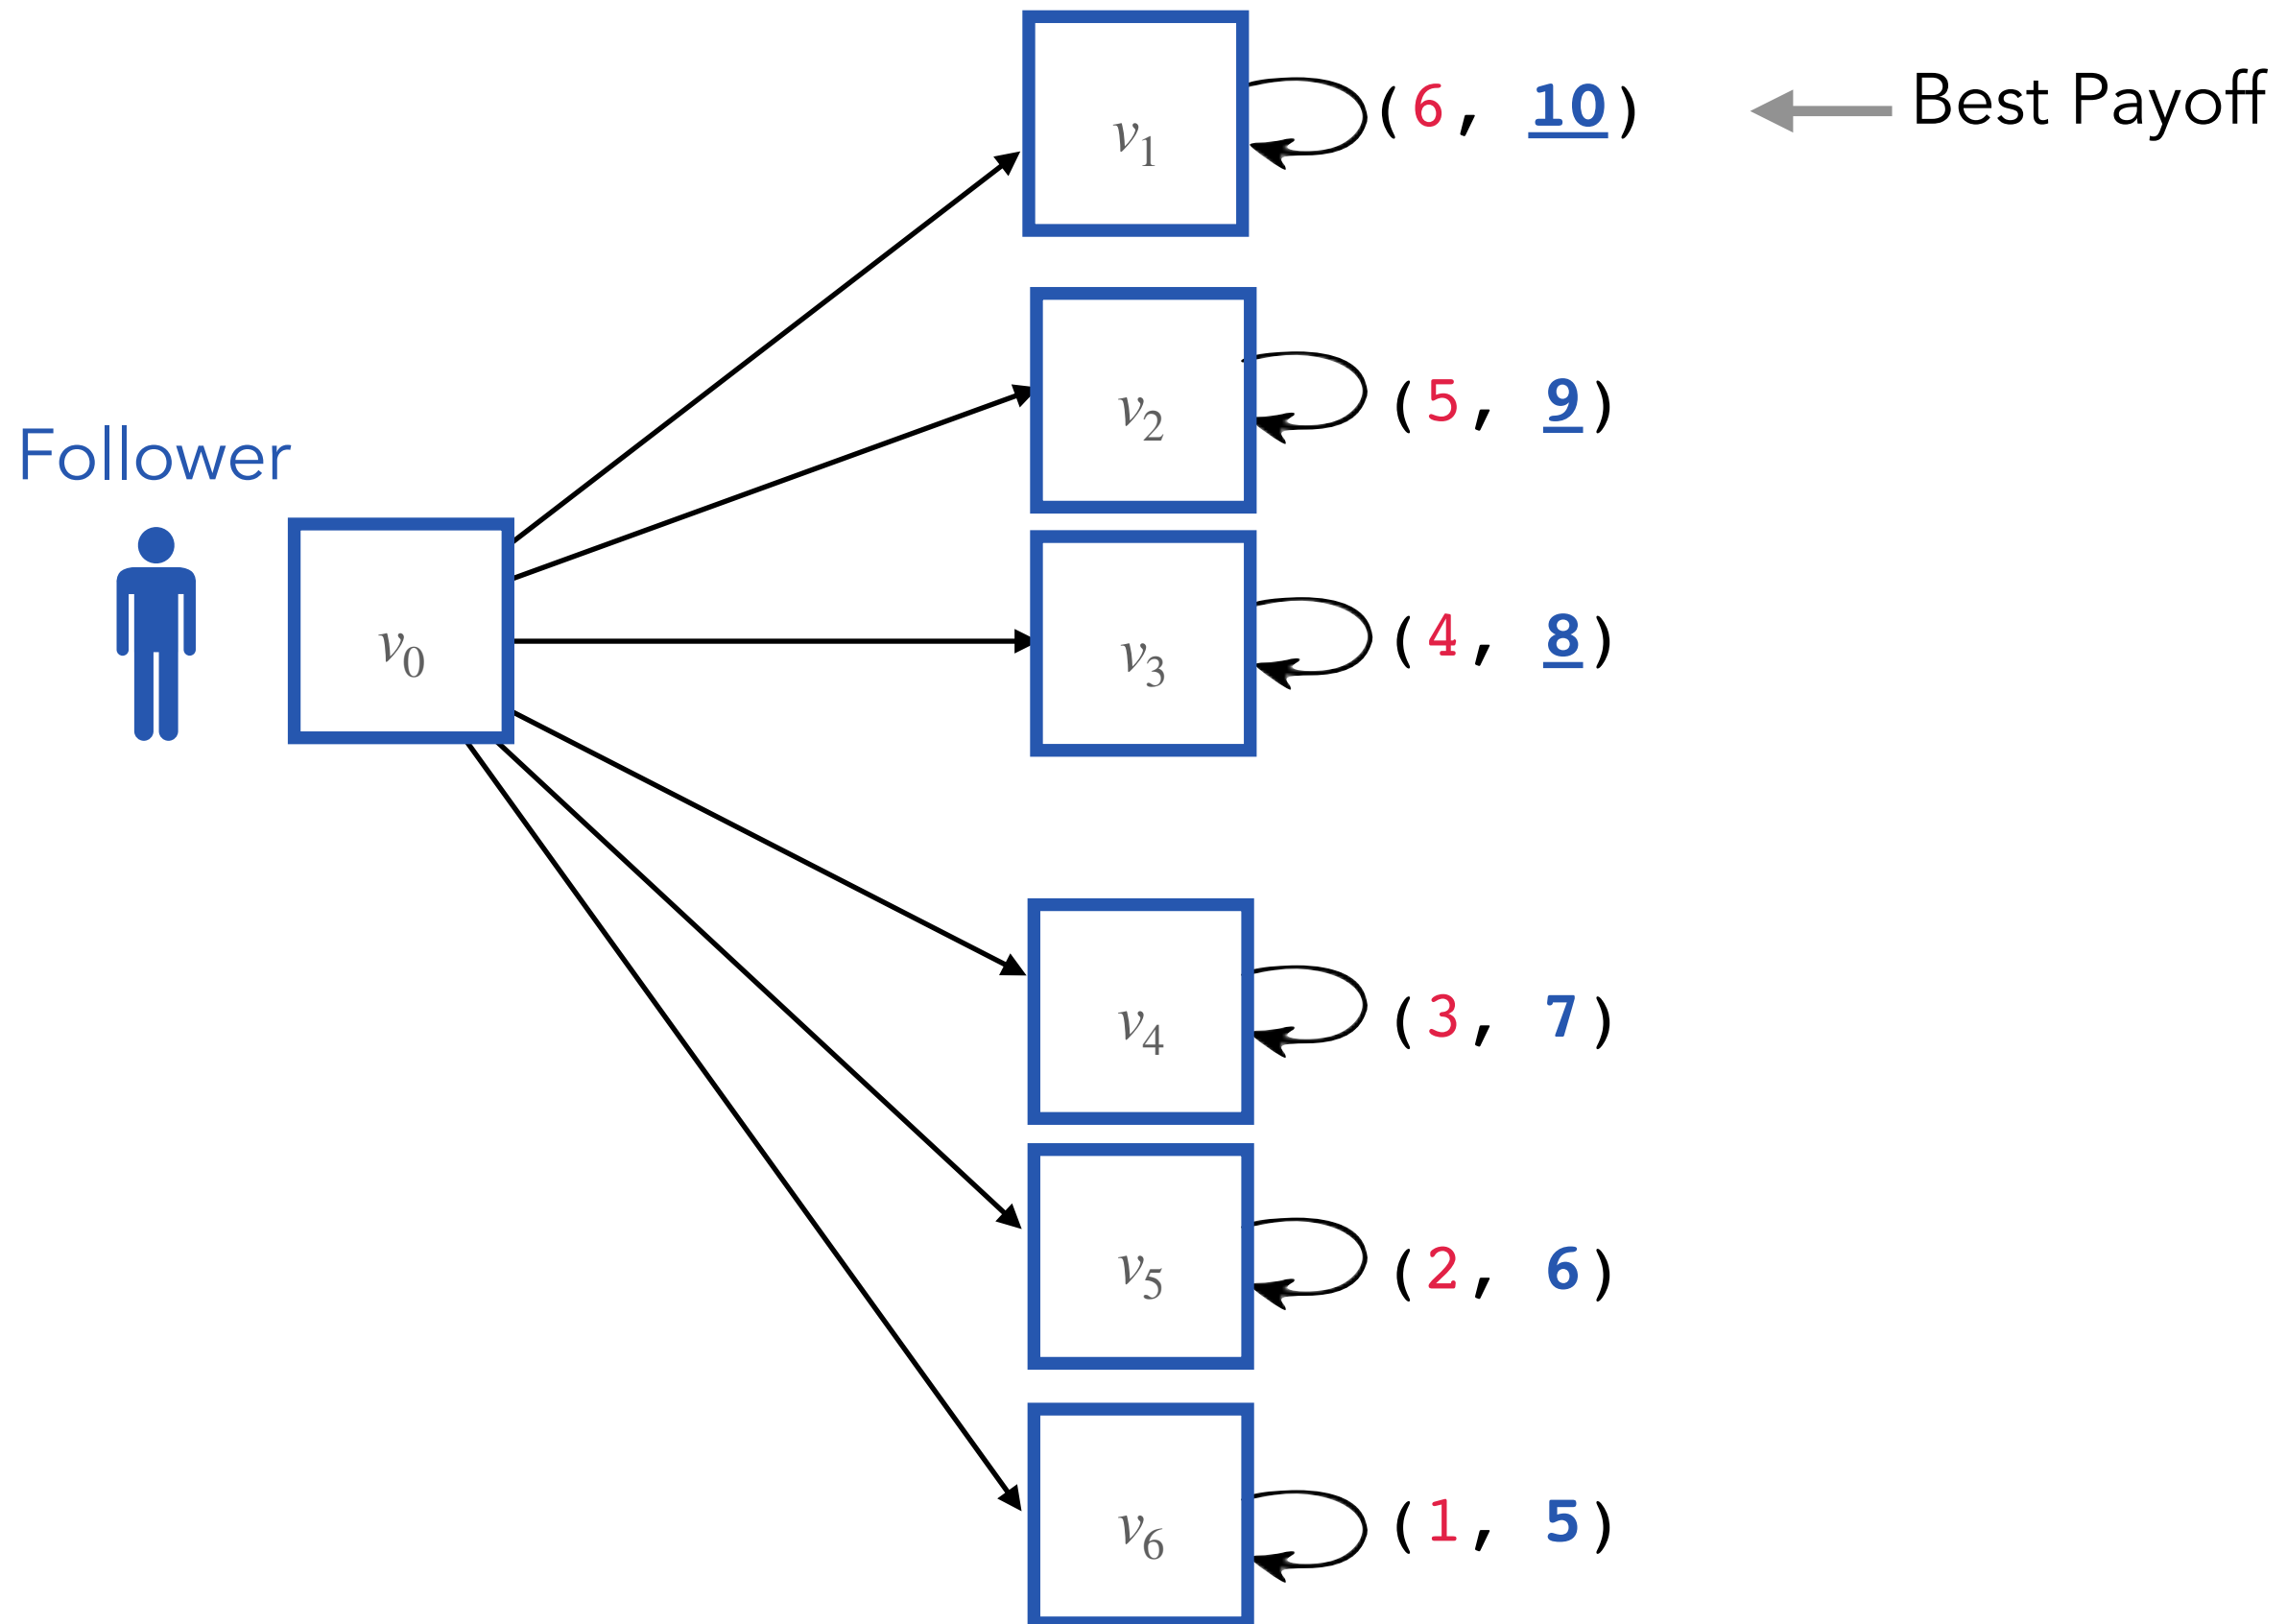 v1 (6, 10) Best Payoff
v2 (5, 9)
Follower
v0
v3 (4, 8)
v4 (3, 7)
v5 (2, 6)
v6 (1, 5)